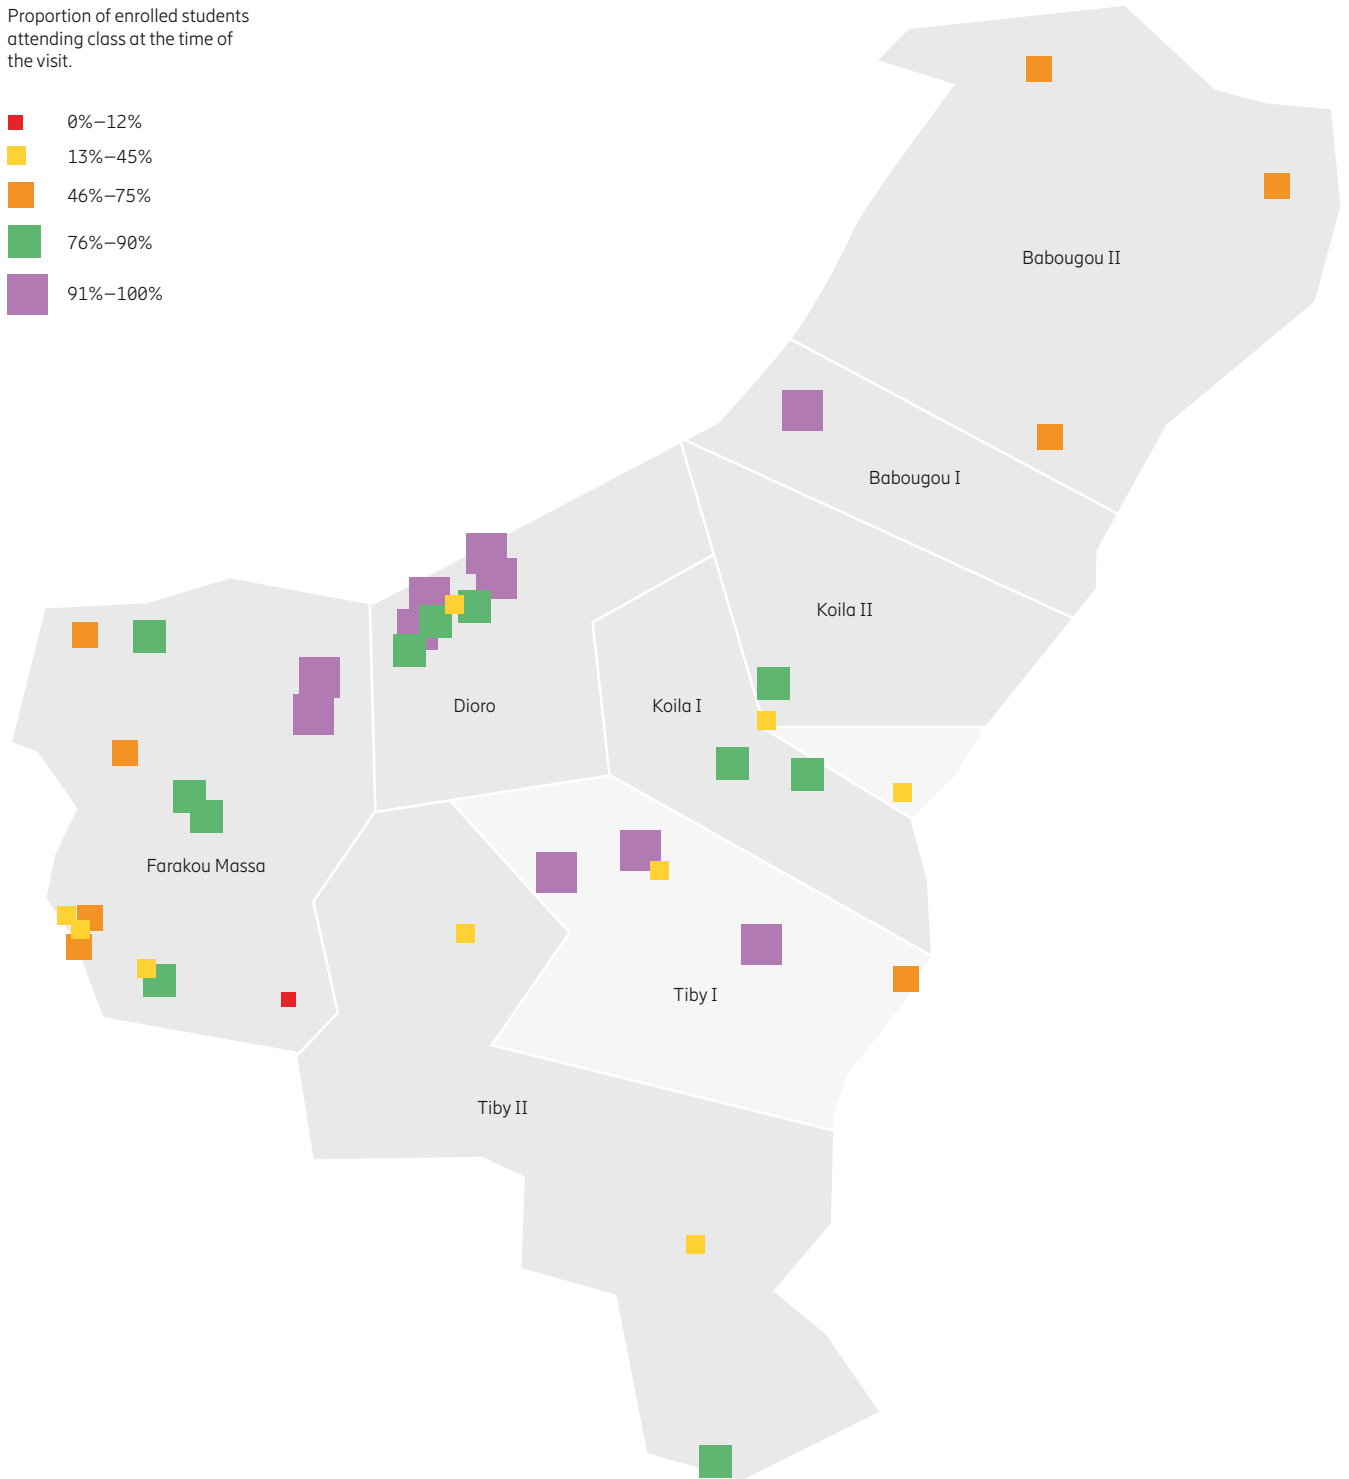 Proportion of enrolled students
attending class at the time of
the visit.
0%–12%
13%–45%
46%–75%
76%–90%
91%–100%
Babougou II
Babougou I
Koila II
Dioro
Koila I
Farakou Massa
Tiby I
Tiby II